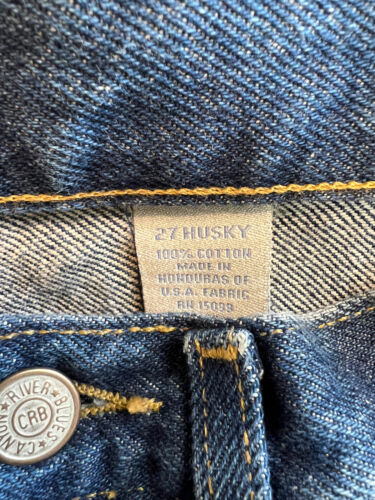 27 HUSKY
100% COTTON
MADE IN
HONDURAS OF
U.S.A. FABRIC
RN 15099
CANYON RIVER BLUES
CRB